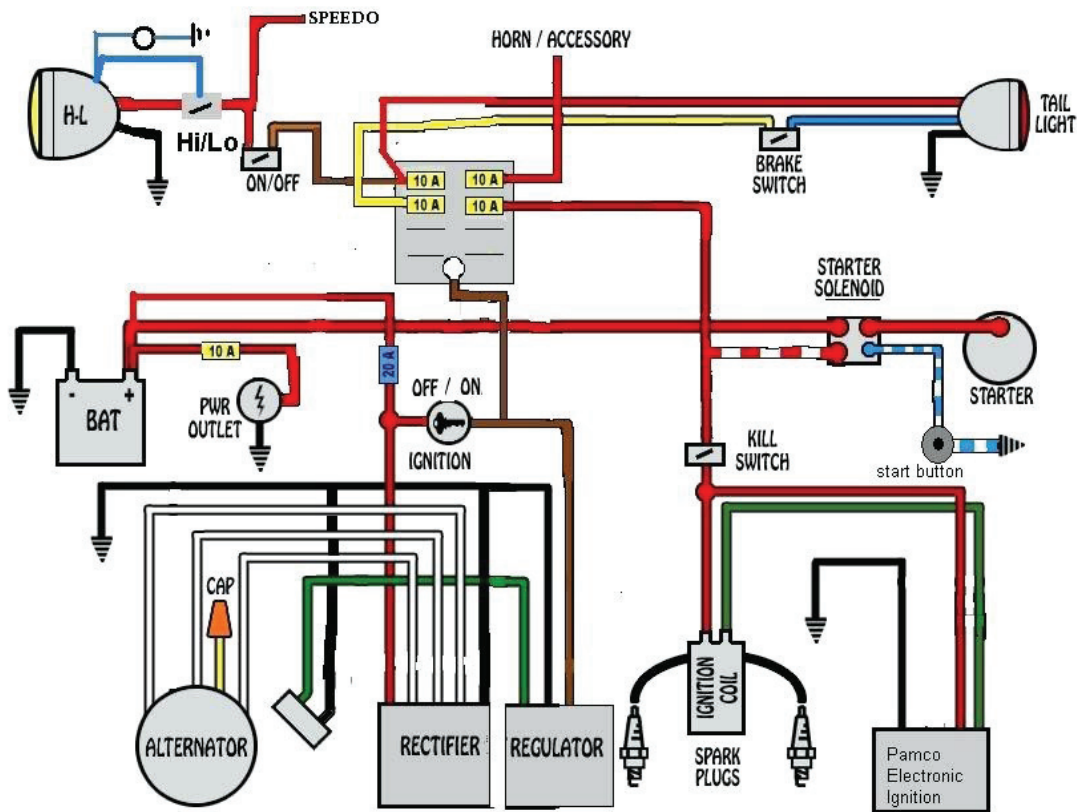 SPEEDO
HORN / ACCESSORY
H-L
Hi/Lo
ON/OFF
TAIL
LIGHT
BRAKE
SWITCH
10 A
10 A
10 A
10 A
STARTER
SOLENOID
10 A
20 A
OFF / ON
- +
BAT
PWR
OUTLET
IGNITION
STARTER
KILL
SWITCH
start button
CAP
ALTERNATOR
RECTIFIER
REGULATOR
IGNITION
COIL
SPARK
PLUGS
Pamco
Electronic
Ignition